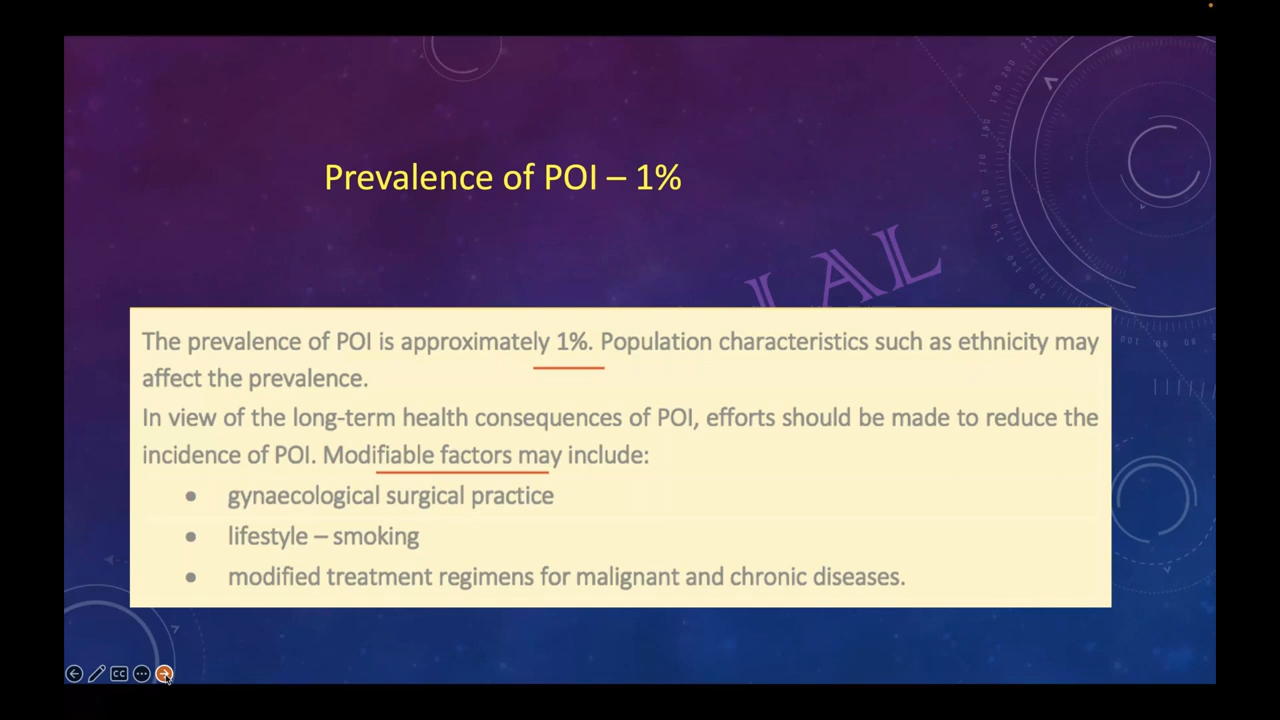 Prevalence of POI – 1%
The prevalence of POI is approximately 1%. Population characteristics such as ethnicity may
affect the prevalence.
In view of the long-term health consequences of POI, efforts should be made to reduce the
incidence of POI. Modifiable factors may include:
• gynaecological surgical practice
• lifestyle – smoking
• modified treatment regimens for malignant and chronic diseases.
CC